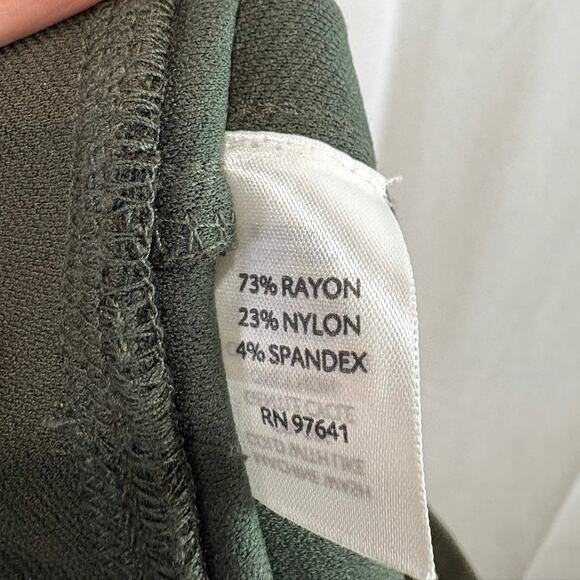 73% RAYON
23% NYLON
4% SPANDEX
RN 97641